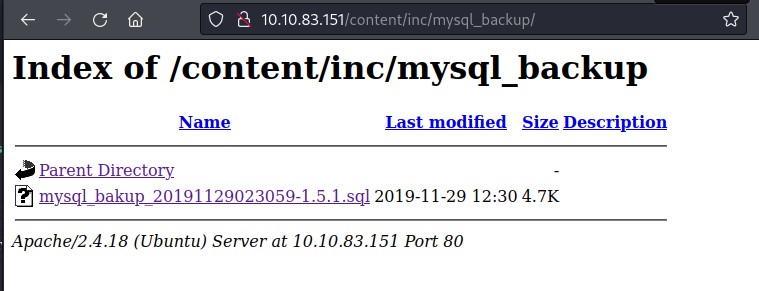 10.10.83.151/content/inc/mysql_backup/
Index of /content/inc/mysql_backup
Name Last modified Size Description
Parent Directory -
mysql_bakup_20191129023059-1.5.1.sql 2019-11-29 12:30 4.7K
Apache/2.4.18 (Ubuntu) Server at 10.10.83.151 Port 80